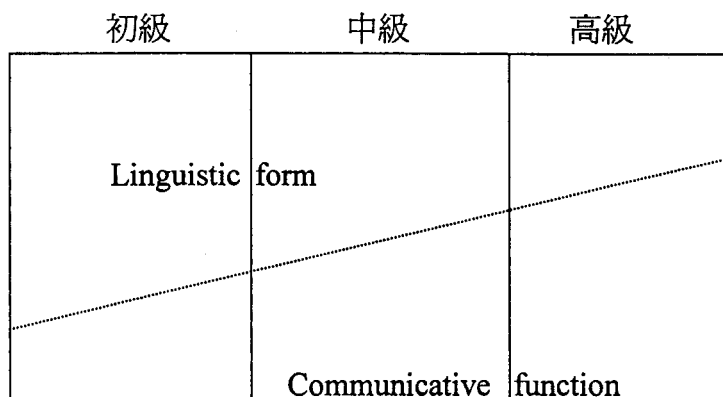 初級 中級 高級
Linguistic form
Communicative function